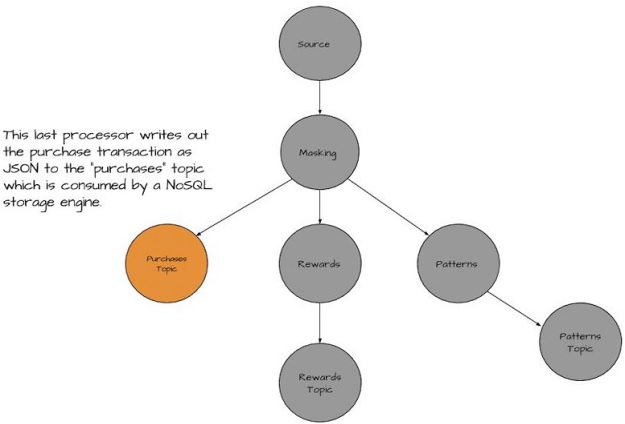 Source
Masking
This last processor writes out
the purchase transaction as
JSON to the "purchases" topic
which is consumed by a NoSQL
storage engine.
Purchases
Topic
Rewards
Patterns
Patterns
Topic
Rewards
Topic